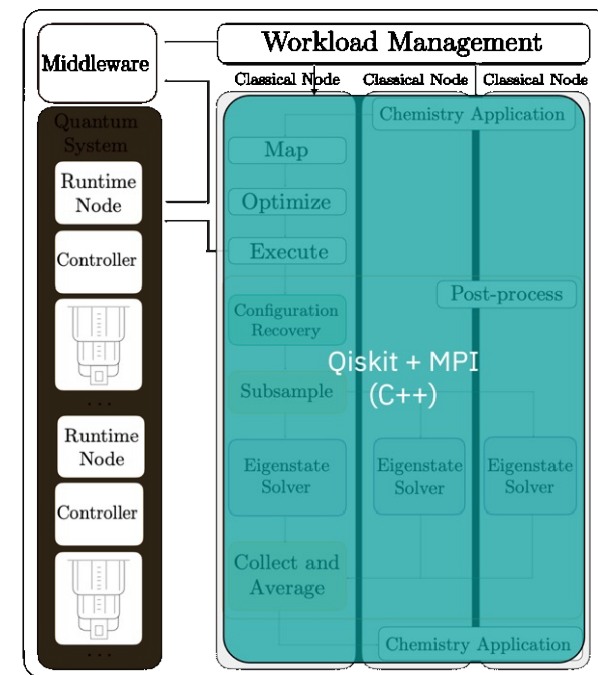 Middleware
Workload Management
Classical Node
Classical Node
Classical Node
Quantum
System
Runtime
Node
Controller
. . .
Runtime
Node
Controller
. . .
Chemistry Application
Map
Optimize
Execute
Post-process
Configuration
Recovery
Qiskit + MPI
(C++)
Subsample
Eigenstate
Solver
Eigenstate
Solver
Eigenstate
Solver
Collect and
Average
Chemistry Application